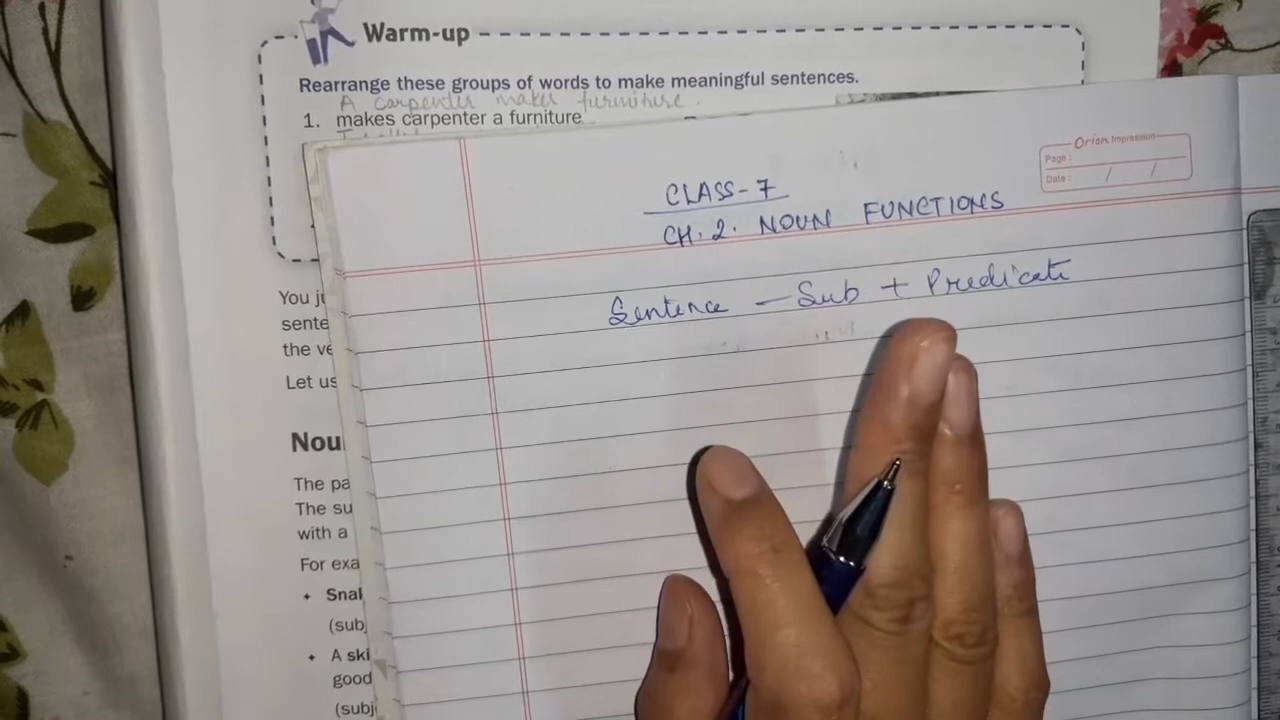 Warm-up
Rearrange these groups of words to make meaningful sentences.
A carpenter makes furniture.
1. makes carpenter a furniture
Orion Impression
Page :
Date : / /
CLASS-7
CH. 2. NOUN FUNCTIONS
Sentence — Sub + Predicate
You
sente
the ve
Let us
Nou
The pa
The su
with a
For exa
Snak
(sub
A ski
good
(subj